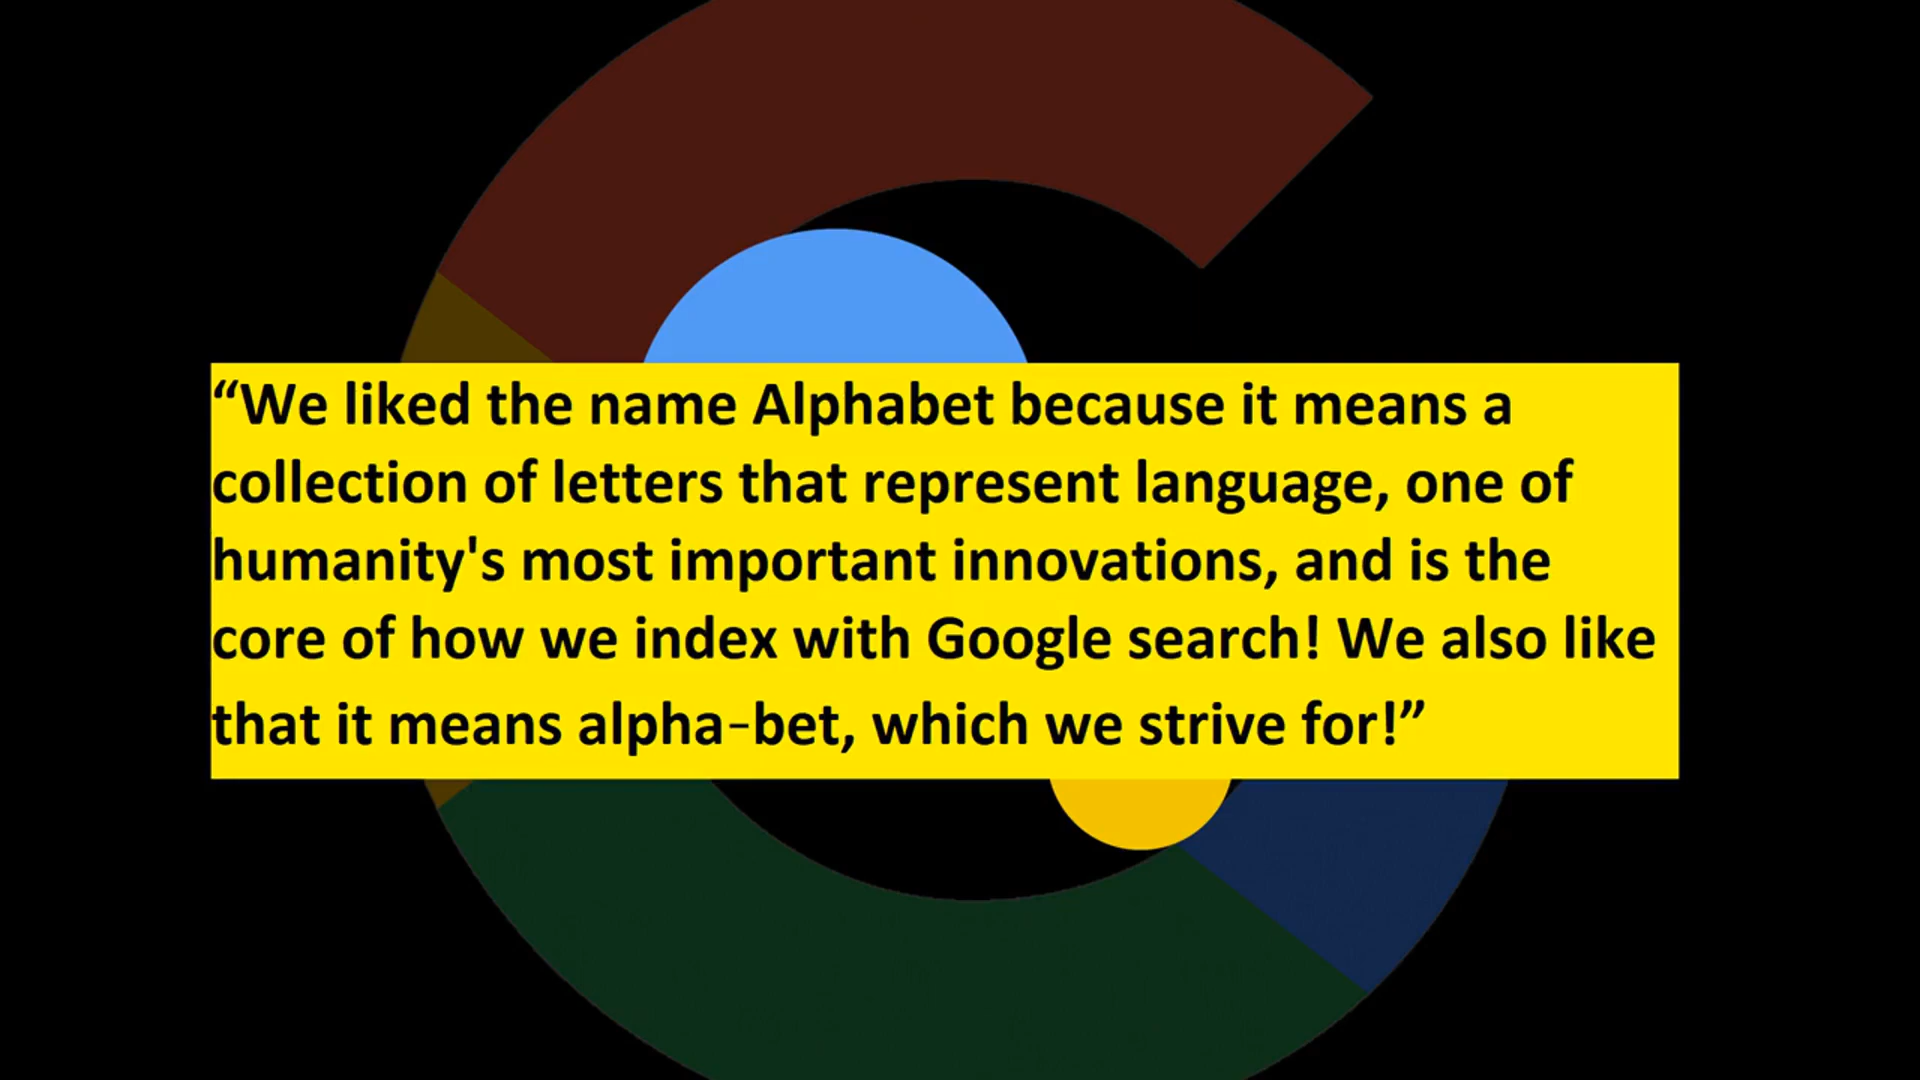 “We liked the name Alphabet because it means a
collection of letters that represent language, one of
humanity's most important innovations, and is the
core of how we index with Google search! We also like
that it means alpha-bet, which we strive for!”